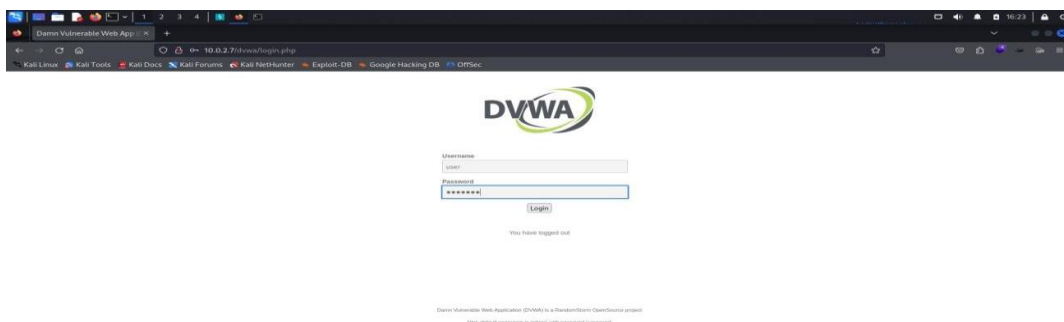 1 2 3 4 16:23
Damn Vulnerable Web App
10.0.2.7/dvwa/login.php
Kali Linux Kali Tools Kali Docs Kali Forums Kali NetHunter Exploit-DB Google Hacking DB OffSec
DVWA
Username
user
Password
Login
You have logged out
Damn Vulnerable Web Application (DVWA) is a RandomStorm OpenSource project